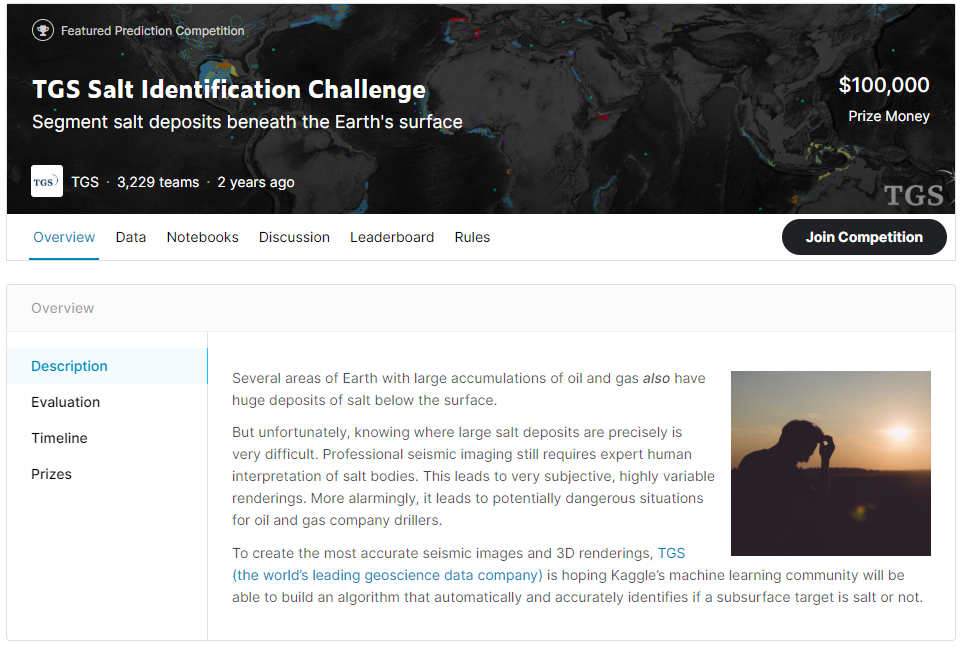 Featured Prediction Competition
TGS Salt Identification Challenge
Segment salt deposits beneath the Earth's surface
$100,000
Prize Money
TGS
TGS · 3,229 teams · 2 years ago
TGS
Overview Data Notebooks Discussion Leaderboard Rules Join Competition
Overview
Description
Evaluation
Timeline
Prizes
Several areas of Earth with large accumulations of oil and gas also have
huge deposits of salt below the surface.
But unfortunately, knowing where large salt deposits are precisely is
very difficult. Professional seismic imaging still requires expert human
interpretation of salt bodies. This leads to very subjective, highly variable
renderings. More alarmingly, it leads to potentially dangerous situations
for oil and gas company drillers.
To create the most accurate seismic images and 3D renderings, TGS
(the world’s leading geoscience data company) is hoping Kaggle’s machine learning community will be
able to build an algorithm that automatically and accurately identifies if a subsurface target is salt or not.